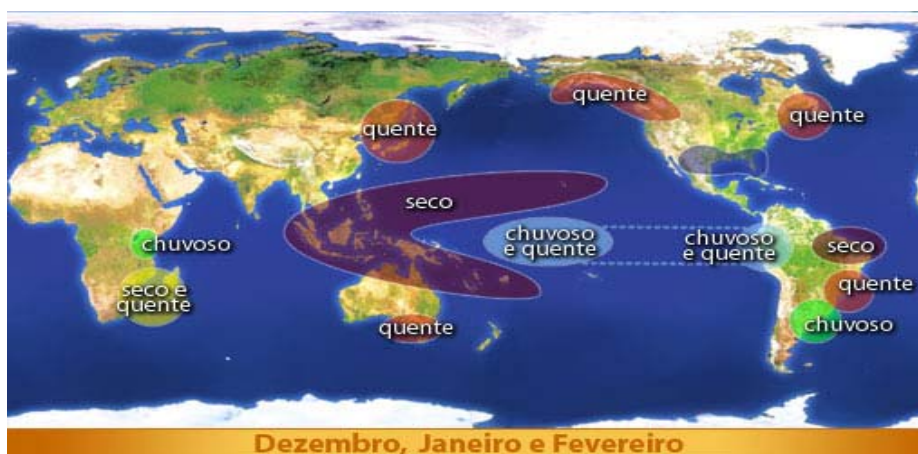 quente
quente
quente
seco
chuvoso
e quente
chuvoso
e quente
chuvoso
seco
seco e
quente
quente
quente
chuvoso
Dezembro, Janeiro e Fevereiro